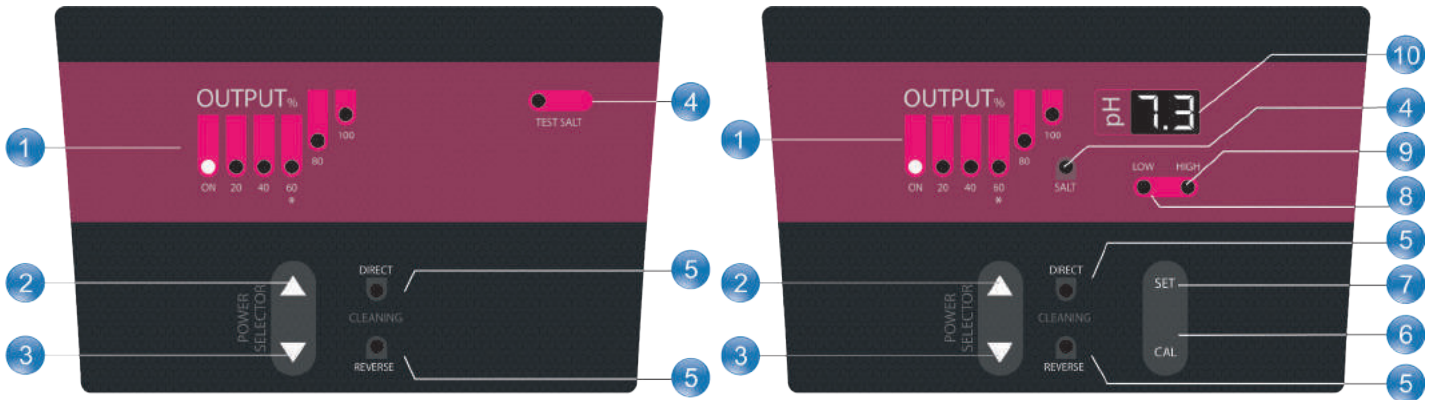 OUTPUT%
100
80
ON 20 40 60
*
TEST SALT
4
1
2
3
POWER SELECTOR
DIRECT
CLEANING
REVERSE
5
5
OUTPUT%
100
80
ON 20 40 60
*
SALT
pH 7.3
LOW HIGH
10
4
9
8
1
2
3
POWER SELECTOR
DIRECT
CLEANING
REVERSE
SET
CAL
5
7
6
5